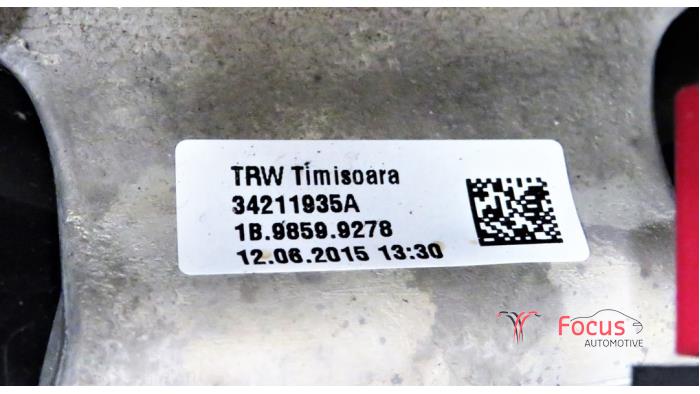 TRW Timisoara
34211935A
1B.9859.9278
12.06.2015 13:30
Focus
AUTOMOTIVE